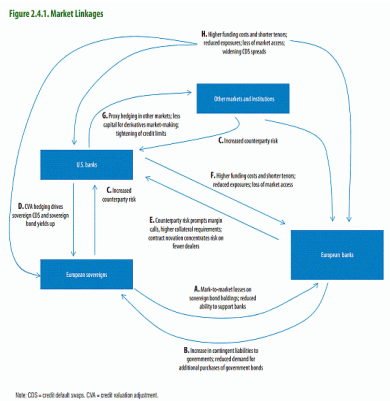 Figure 2.4.1. Market Linkages
H. Higher funding costs and shorter tenors;
reduced exposures; loss of market access;
widening CDS spreads
Other markets and institutions
G. Proxy hedging in other markets; less
capital for derivatives market-making;
tightening of credit limits
C. Increased counterparty risk
U.S. banks
F. Higher funding costs and shorter tenors;
reduced exposures; loss of market access
C. Increased
counterparty risk
D. CVA hedging drives
sovereign CDS and sovereign
bond yields up
E. Counterparty risk prompts margin
calls, higher collateral requirements;
contract novation concentrates risk on
fewer dealers
European banks
European sovereigns
A. Mark-to-market losses on
sovereign bond holdings; reduced
ability to support banks
B. Increase in contingent liabilities to
governments; reduced demand for
additional purchases of government bonds
Note: CDS = credit default swaps. CVA = credit valuation adjustment.